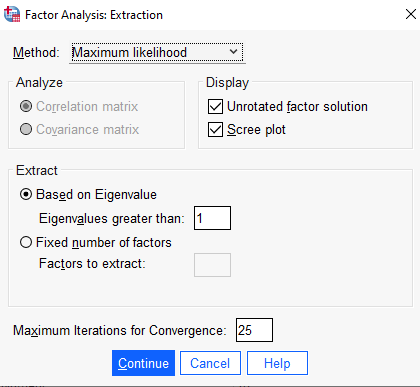 Factor Analysis: Extraction
Method: Maximum likelihood
Analyze
Correlation matrix
Covariance matrix
Display
Unrotated factor solution
Scree plot
Extract
Based on Eigenvalue
Eigenvalues greater than: 1
Fixed number of factors
Factors to extract:
Maximum Iterations for Convergence: 25
Continue Cancel Help